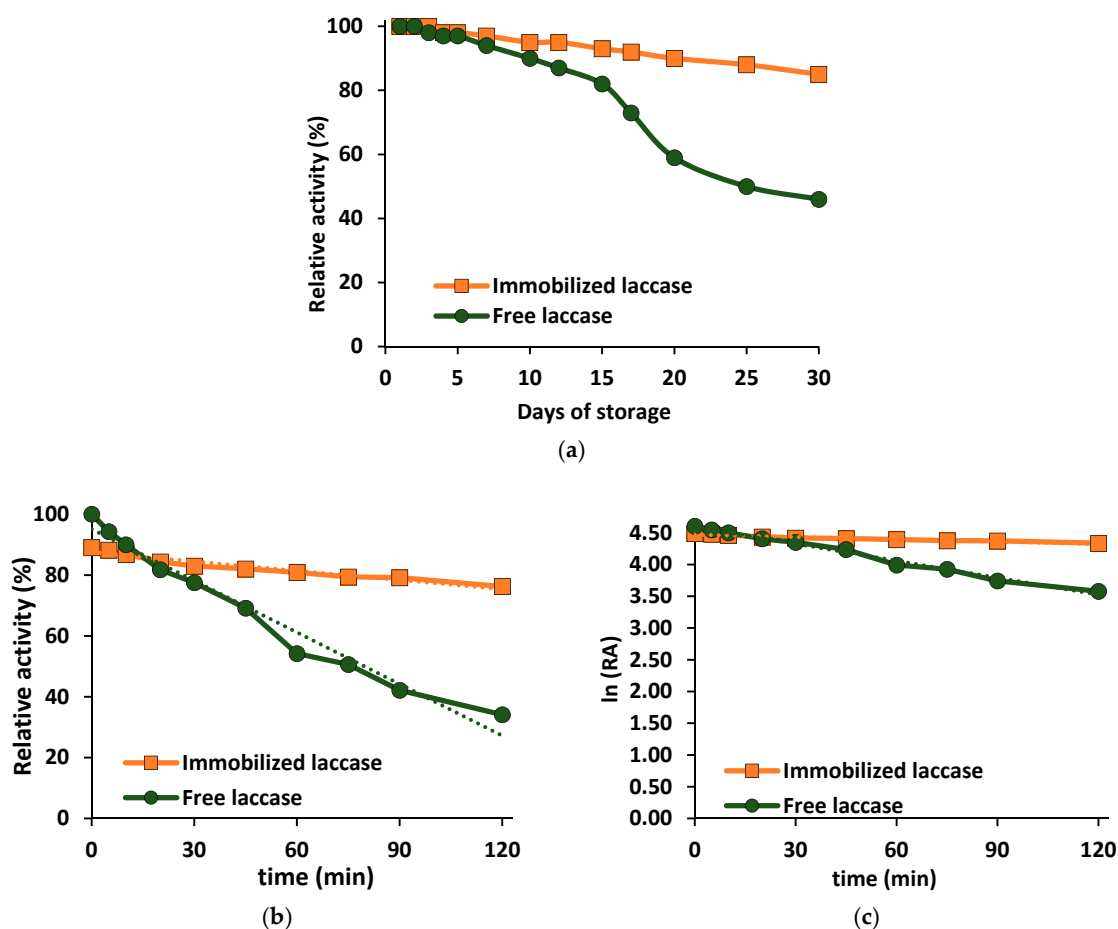 100
80
60
40
20
0
Relative activity (%)
Immobilized laccase
Free laccase
0 5 10 15 20 25 30
Days of storage
(a)
100
80
60
40
20
0
Relative activity (%)
Immobilized laccase
Free laccase
0 30 60 90 120
time (min)
(b)
4.50
4.00
3.50
3.00
2.50
2.00
1.50
1.00
0.50
0.00
ln (RA)
Immobilized laccase
Free laccase
0 30 60 90 120
time (min)
(c)